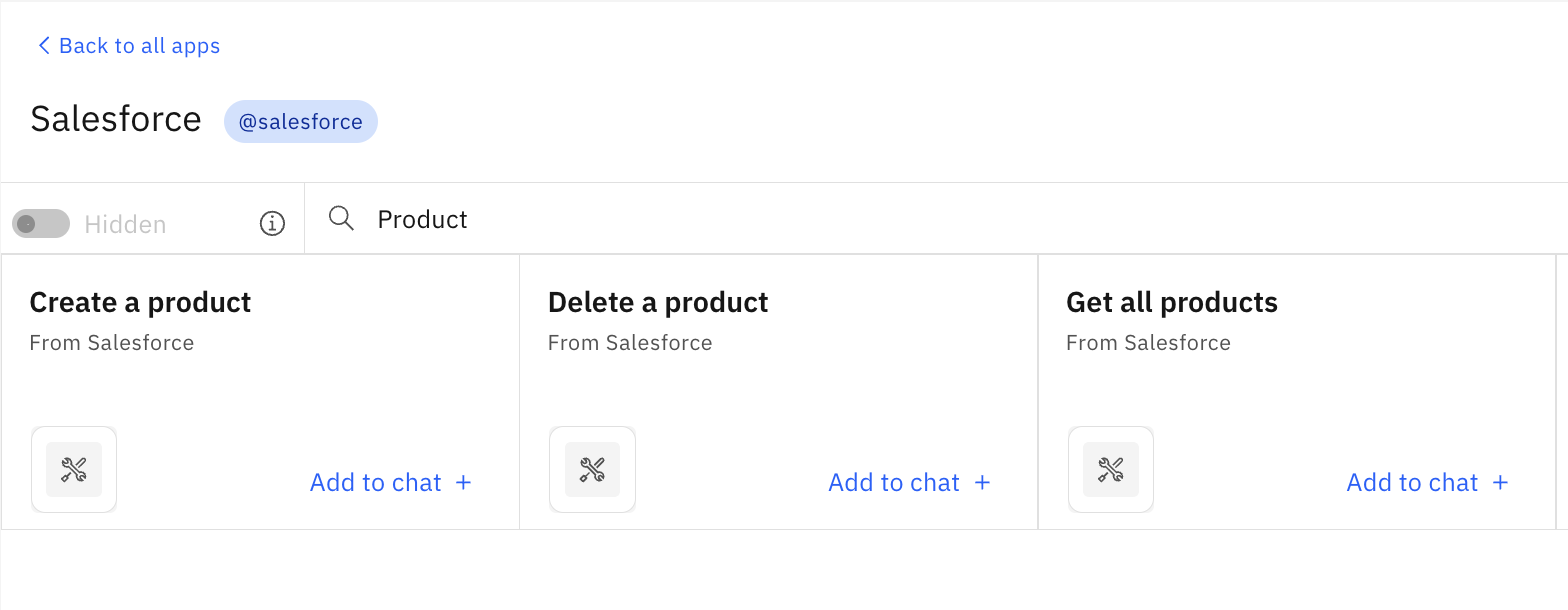 Back to all apps
Salesforce @salesforce
Hidden Product
Create a product
From Salesforce
Add to chat +
Delete a product
From Salesforce
Add to chat +
Get all products
From Salesforce
Add to chat +